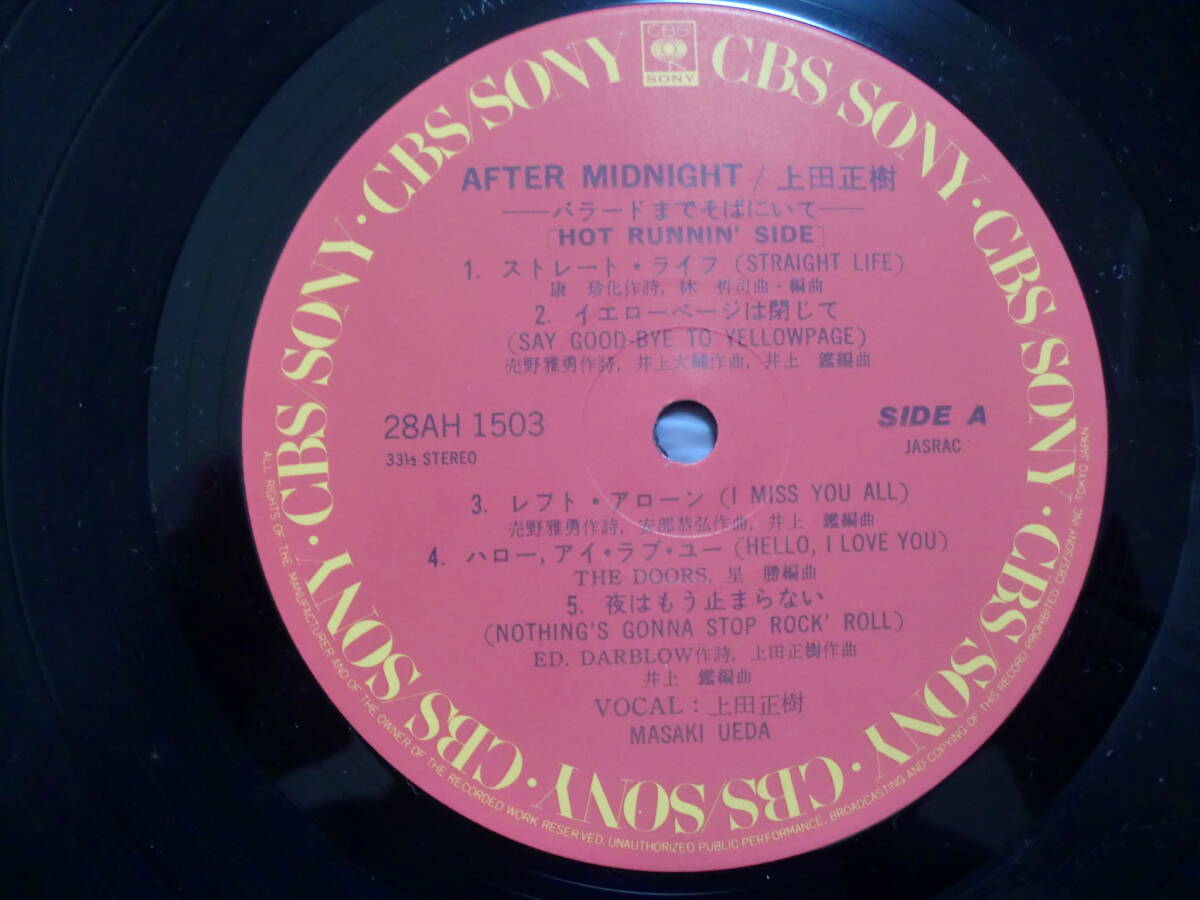 CBS
SONY
CBS/SONY · CBS/SONY · CBS/SONY · CBS/SONY · CBS/SONY · CBS/SONY · CBS/SONY · CBS/SONY
AFTER MIDNIGHT / 上田正樹
——バラードまでそばにいて——
[HOT RUNNIN' SIDE]
1. ストレート・ライフ (STRAIGHT LIFE)
康 珍化作詩, 林 哲司曲・編曲
2. イエローページは閉じて
(SAY GOOD-BYE TO YELLOWPAGE)
売野雅勇作詩, 井上大輔作曲, 井上 鑑編曲
28AH 1503
33⅓ STEREO
SIDE A
JASRAC
3. レフト・アローン (I MISS YOU ALL)
売野雅勇作詩, 安部恭弘作曲, 井上 鑑編曲
4. ハロー, アイ・ラブ・ユー (HELLO, I LOVE YOU)
THE DOORS, 星 勝編曲
5. 夜はもう止まらない
(NOTHING'S GONNA STOP ROCK' ROLL)
ED. DARBLOW作詩, 上田正樹作曲
井上 鑑編曲
VOCAL : 上田正樹
MASAKI UEDA
ALL RIGHTS OF THE MANUFACTURER AND OF THE OWNER OF THE RECORDED WORK RESERVED. UNAUTHORIZED PUBLIC PERFORMANCE, BROADCASTING AND COPYING OF THIS RECORD PROHIBITED CBS/SONY INC. TOKYO JAPAN